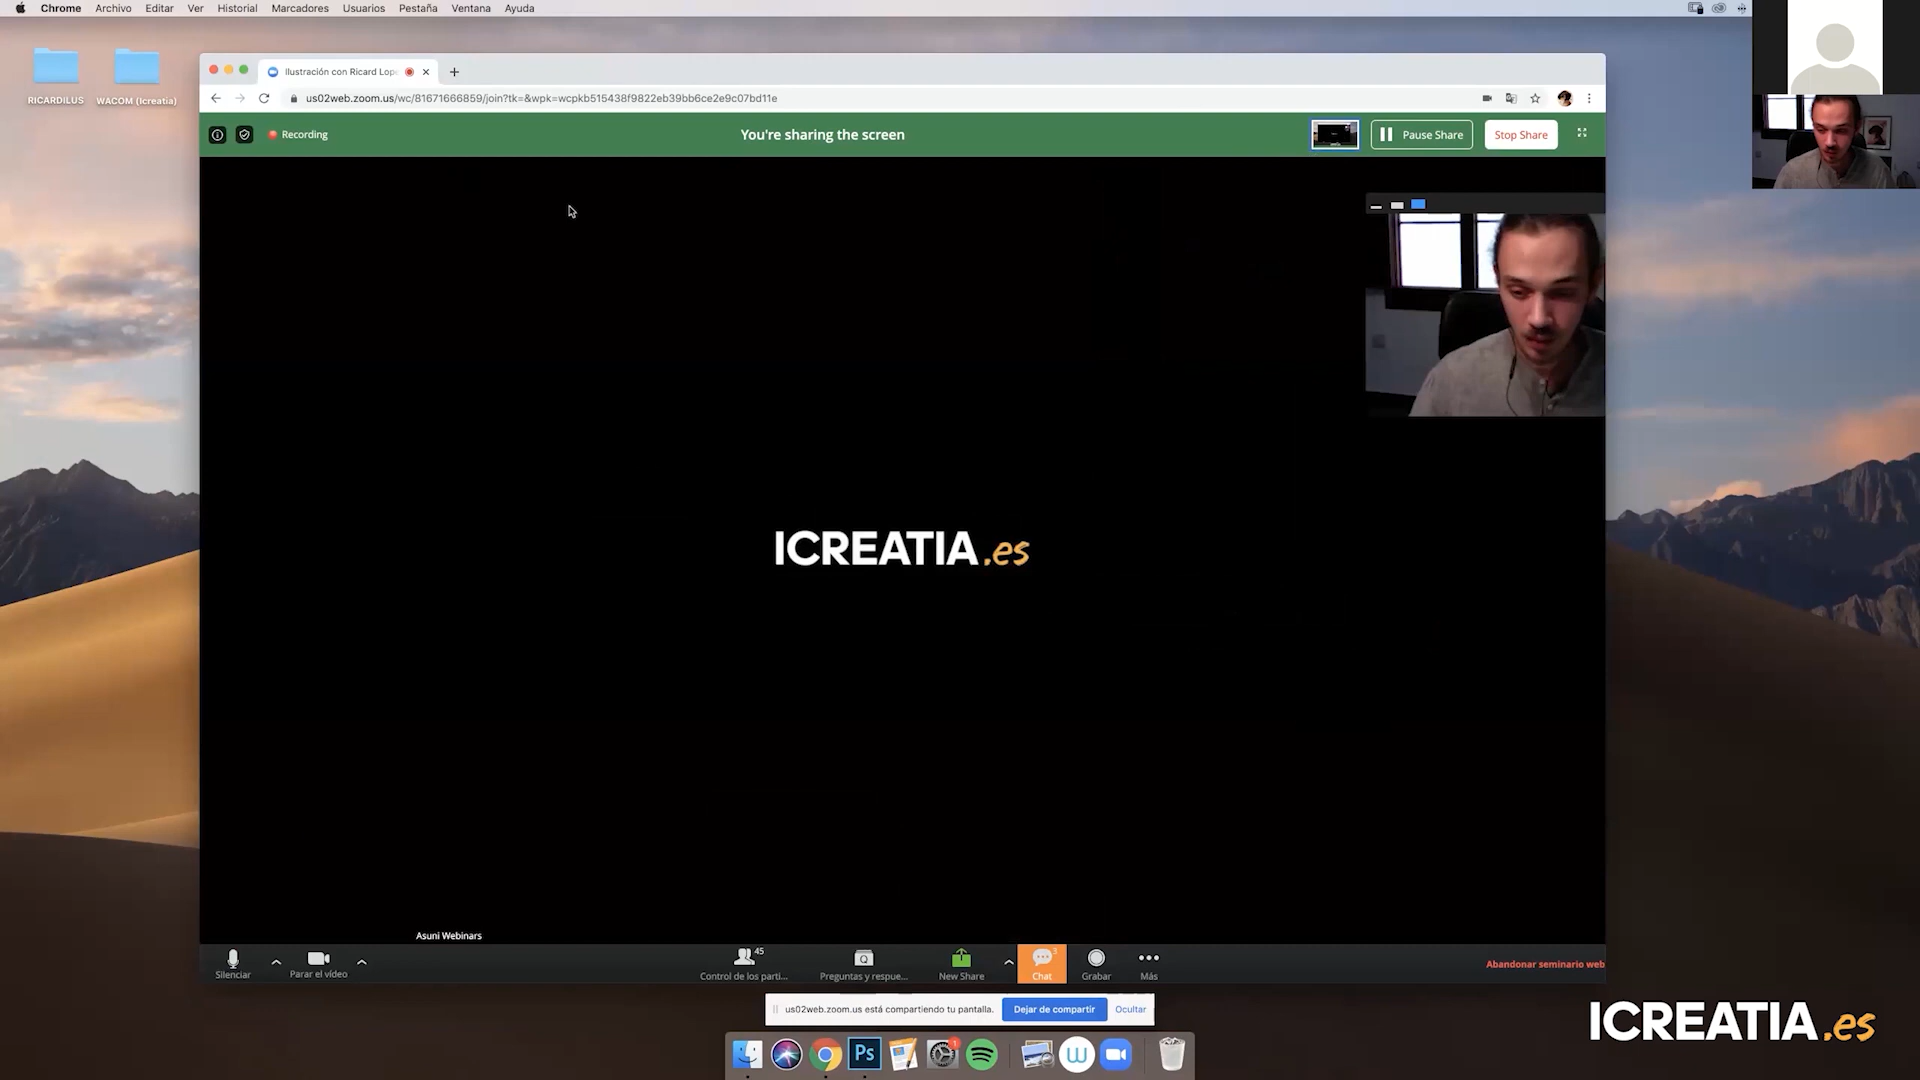 Chrome Archivo Editar Ver Historial Marcadores Usuarios Pestaña Ventana Ayuda
RICARDILUS
WACOM (Icreatia)
Ilustración con Ricard Lop
us02web.zoom.us/wc/81671666859/join?tk=&wpk=wcpkb515438f9822eb39bb6ce2e9c07bd11e
Recording
You're sharing the screen
Pause Share
Stop Share
ICREATIA.es
Asuni Webinars
Silenciar
Parar el vídeo
45
Control de los parti...
Preguntas y respue...
New Share
Chat
Grabar
Más
Abandonar seminario web
us02web.zoom.us está compartiendo tu pantalla.
Dejar de compartir
Ocultar
ICREATIA.es
Ps
1